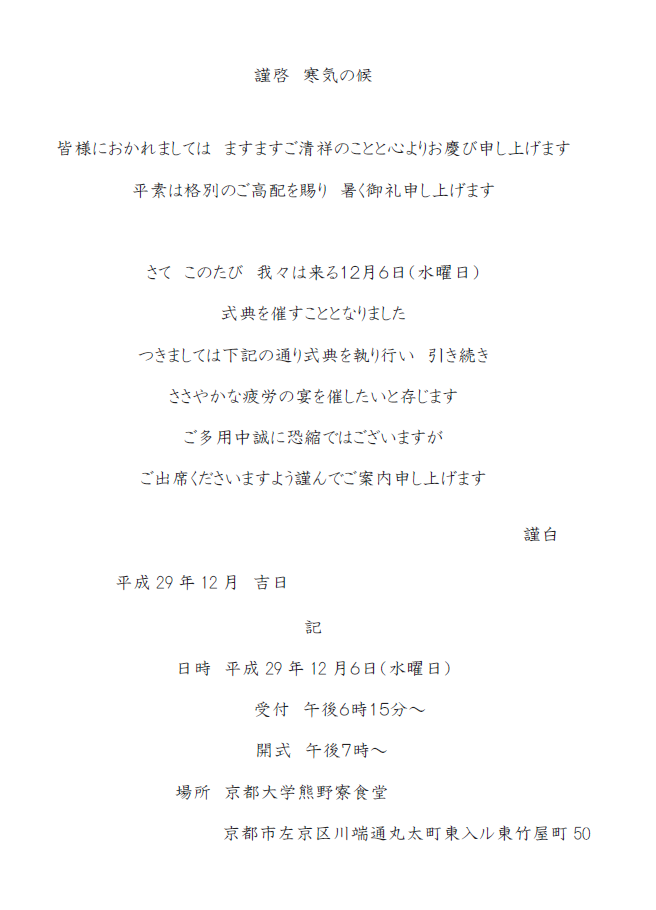 謹啓　寒気の候
皆様におかれましては　ますますご清祥のことと心よりお慶び申し上げます
平素は格別のご高配を賜り　暑く御礼申し上げます
さて　このたび　我々は来る12月6日（水曜日）
式典を催すこととなりました
つきましては下記の通り式典を執り行い　引き続き
ささやかな疲労の宴を催したいと存じます
ご多用中誠に恐縮ではございますが
ご出席くださいますよう謹んでご案内申し上げます
謹白
平成 29 年 12 月　吉日
記
日時　平成 29 年 12 月6日（水曜日）
受付　午後6時15分～
開式　午後7時～
場所　京都大学熊野寮食堂
京都市左京区川端通丸太町東入ル東竹屋町 50